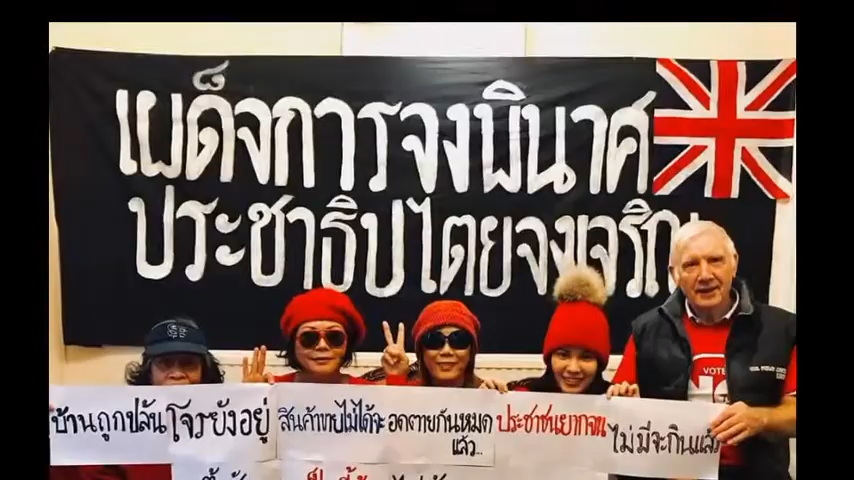 เผด็จการจงพินาศ
ประชาธิปไตยจงเจริญ
บ้านถูกปล้น โจรยังอยู่
สินค้าขายไม่ได้จะอดตายกันหมดแล้ว...
ประชาชนยากจน
ไม่มีจะกินแล้ว
VOTE